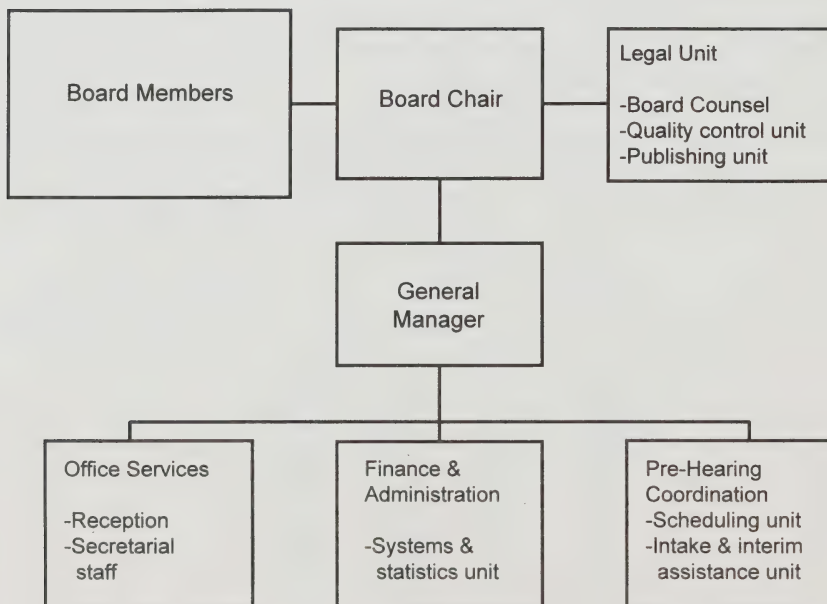 Board Members
Board Chair
Legal Unit
-Board Counsel
-Quality control unit
-Publishing unit
General
Manager
Office Services
-Reception
-Secretarial
staff
Finance &
Administration
-Systems &
statistics unit
Pre-Hearing
Coordination
-Scheduling unit
-Intake & interim
assistance unit